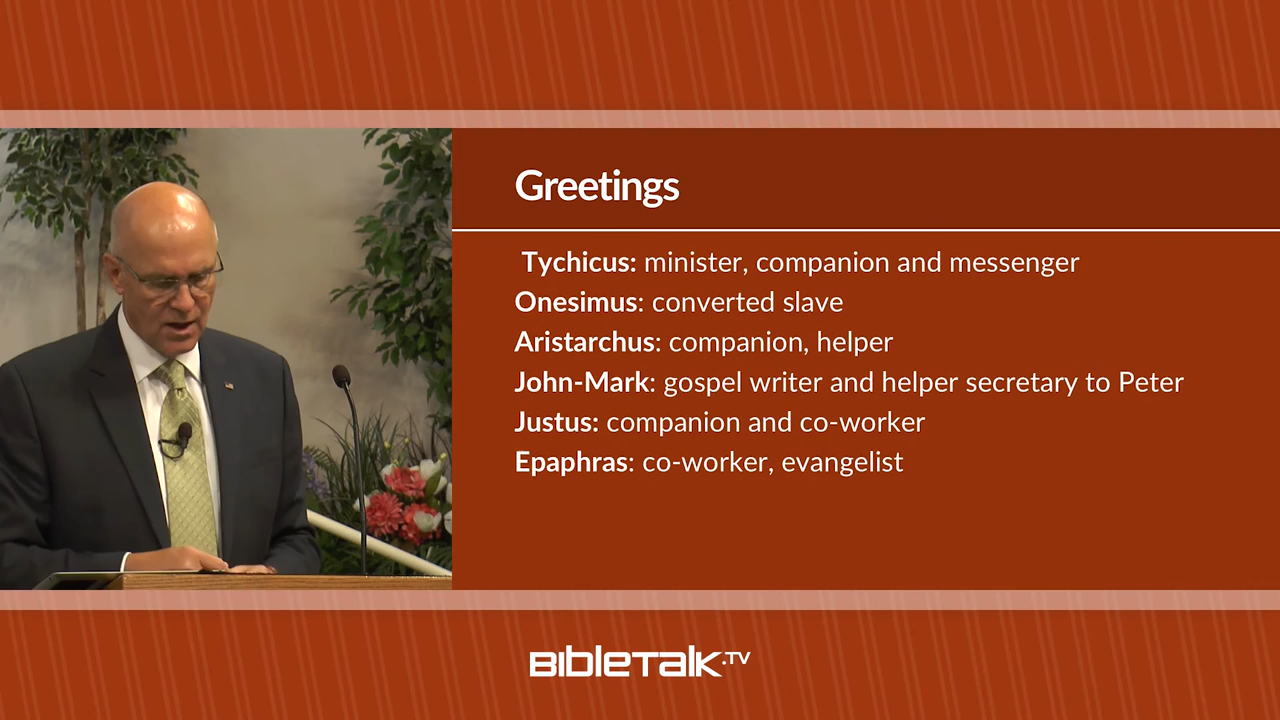 Greetings
Tychicus: minister, companion and messenger
Onesimus: converted slave
Aristarchus: companion, helper
John-Mark: gospel writer and helper secretary to Peter
Justus: companion and co-worker
Epaphras: co-worker, evangelist
BIBLETALK.TV